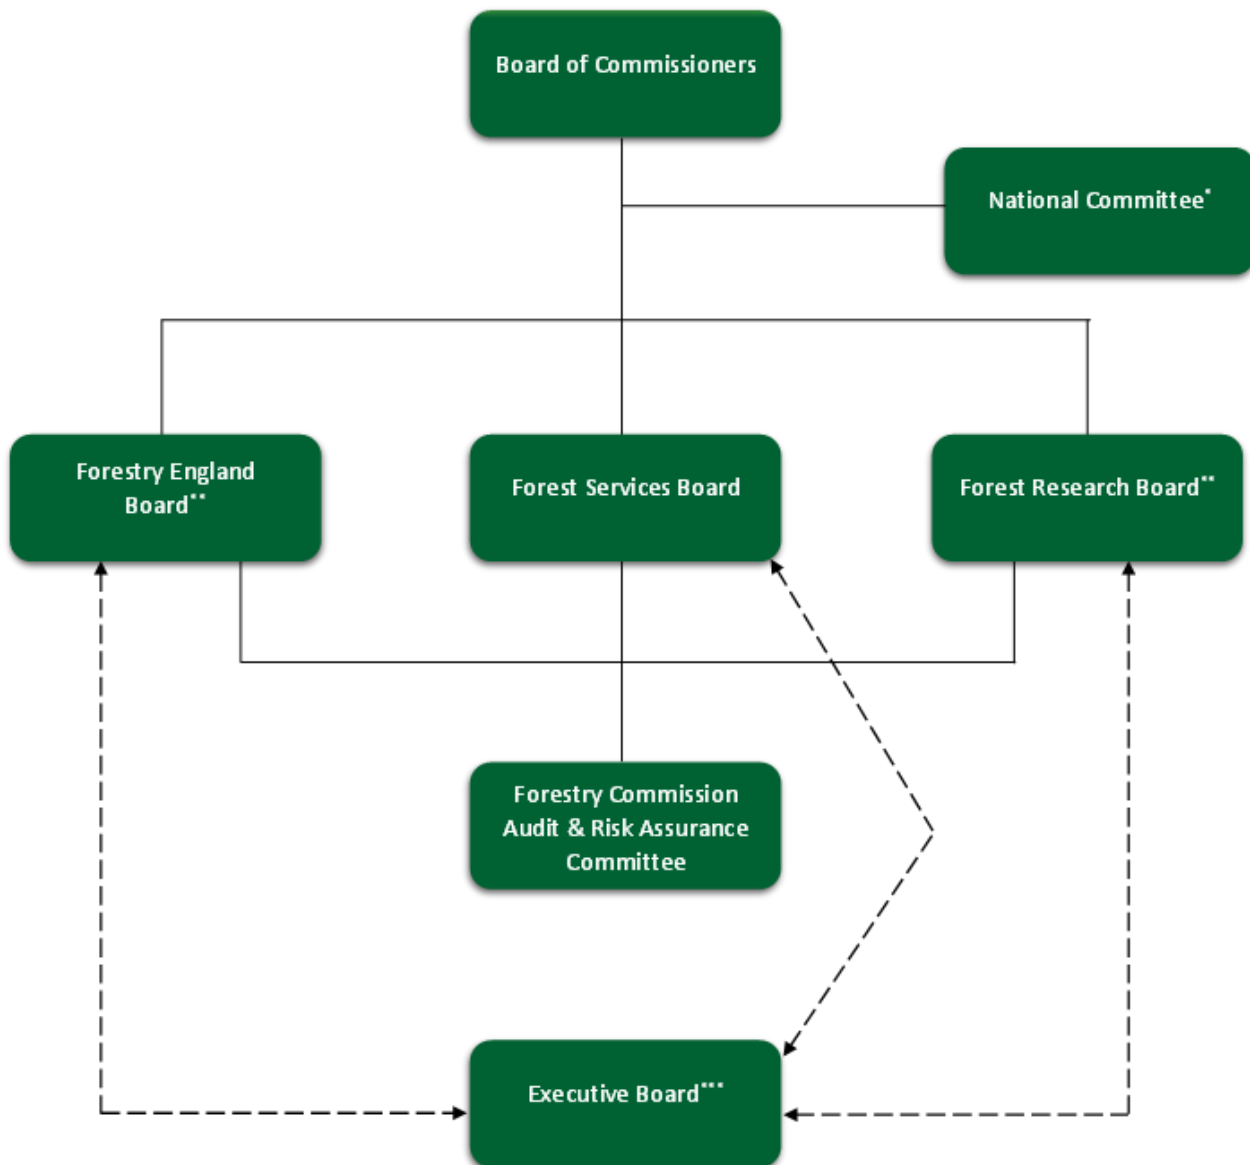 Board of Commissioners
National Committee*
Forestry England
Board**
Forest Services Board
Forest Research Board**
Forestry Commission
Audit & Risk Assurance
Committee
Executive Board***